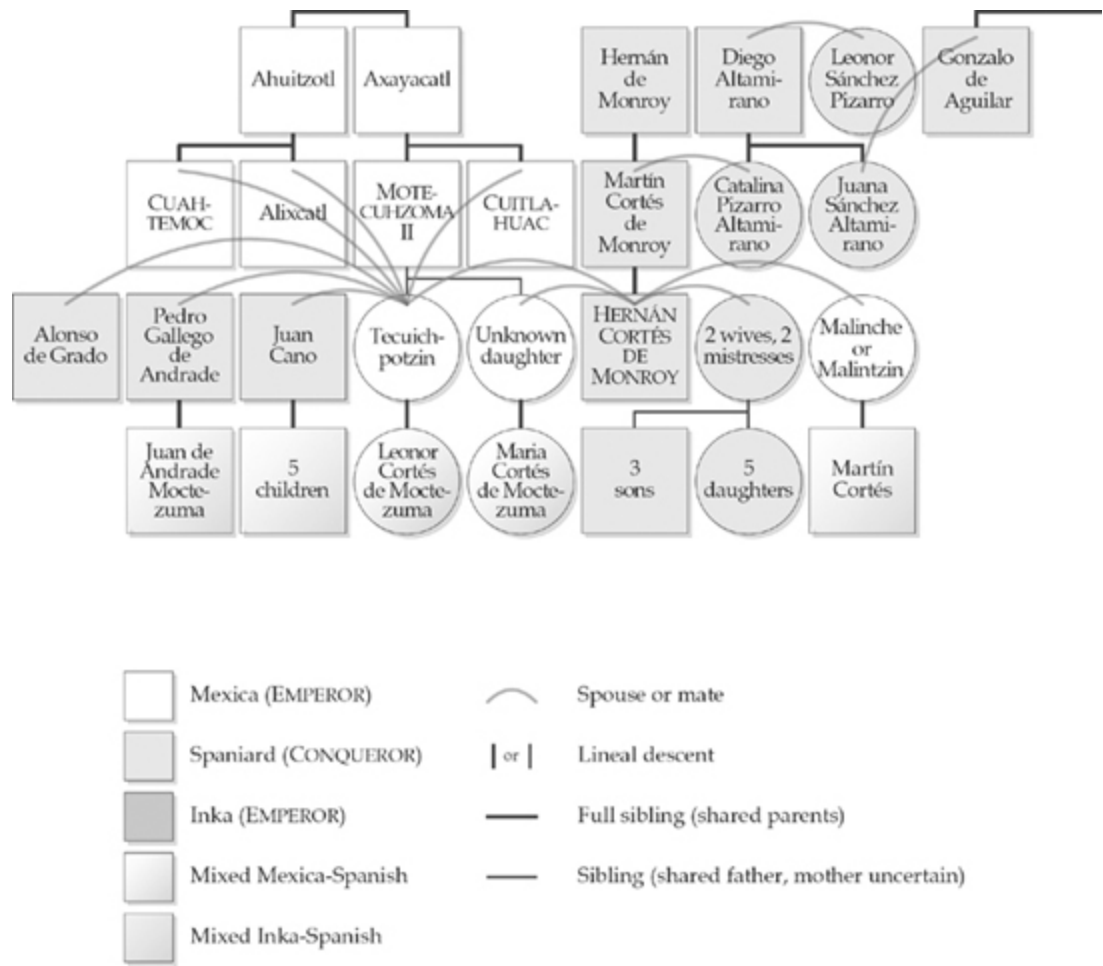 Ahuitzotl
Axayacatl
Hernán
de
Monroy
Diego
Altami-
rano
Leonor
Sánchez
Pizarro
Gonzalo
de
Aguilar
CUAH-
TEMOC
Alixcatl
MOTE-
CUHZOMA
II
CUITLA-
HUAC
Martín
Cortés
de
Monroy
Catalina
Pizarro
Altami-
rano
Juana
Sánchez
Altami-
rano
Alonso
de Grado
Pedro
Gallego
de
Andrade
Juan
Cano
Tecuich-
potzin
Unknown
daughter
HERNÁN
CORTÉS
DE
MONROY
2 wives, 2
mistresses
Malinche
or
Malintzin
Juan de
Andrade
Mocte-
zuma
5
children
Leonor
Cortés
de Mocte-
zuma
Maria
Cortés
de Mocte-
zuma
3
sons
5
daughters
Martín
Cortés
Mexica (EMPEROR)
Spaniard (CONQUEROR)
Inka (EMPEROR)
Mixed Mexica-Spanish
Mixed Inka-Spanish
Spouse or mate
or
Lineal descent
Full sibling (shared parents)
Sibling (shared father, mother uncertain)